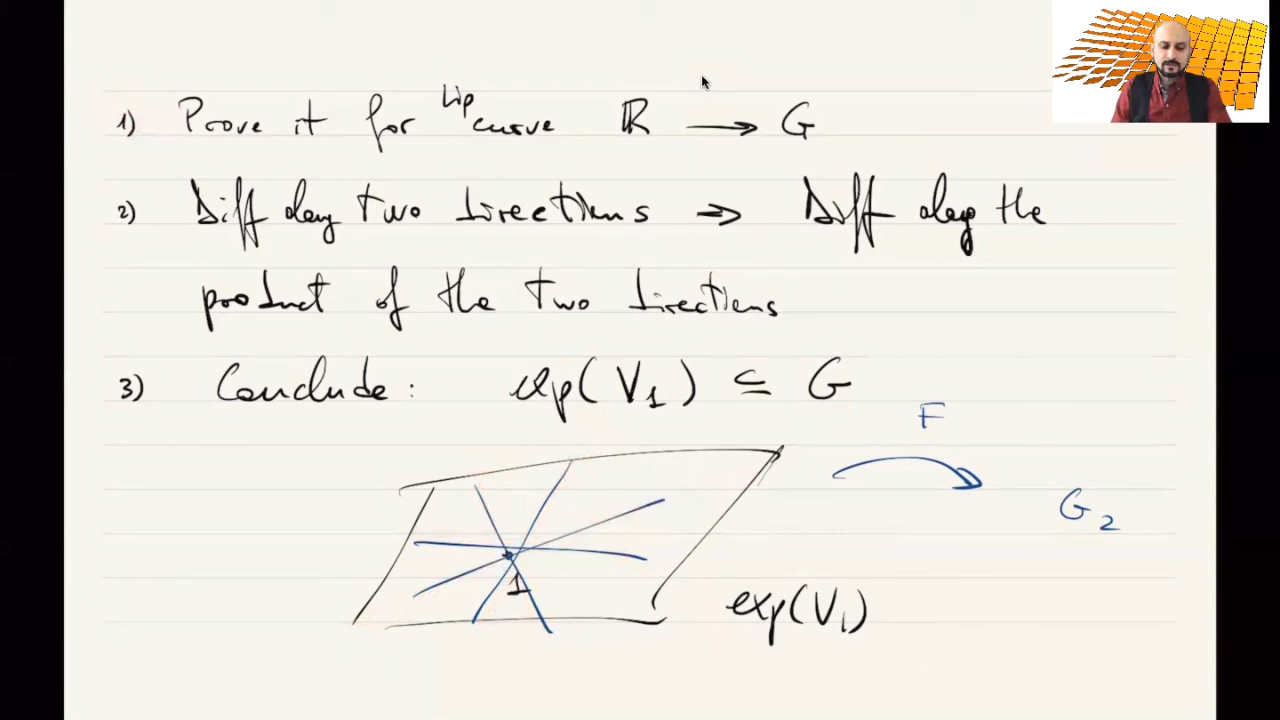 1) Prove it for Lip curve ℝ → G
2) Diff along two directions ⇒ Diff along the
product of the two directions
3) Conclude: exp(V₁) ⊆ G
F
G₂
1
exp(V₁)